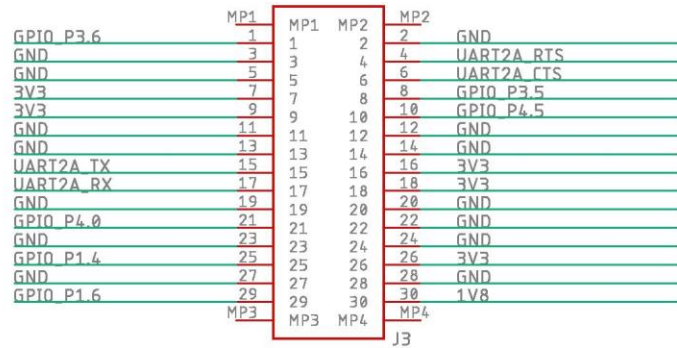 MP1 MP1 MP2 MP2
GPIO_P3.6 1 1 2 2 GND
GND 3 3 4 4 UART2A_RTS
GND 5 5 6 6 UART2A_CTS
3V3 7 7 8 8 GPIO_P3.5
3V3 9 9 10 10 GPIO_P4.5
GND 11 11 12 12 GND
GND 13 13 14 14 GND
UART2A_TX 15 15 16 16 3V3
UART2A_RX 17 17 18 18 3V3
GND 19 19 20 20 GND
GPIO_P4.0 21 21 22 22 GND
GND 23 23 24 24 GND
GPIO_P1.4 25 25 26 26 3V3
GND 27 27 28 28 GND
GPIO_P1.6 29 29 30 30 1V8
MP3 MP3 MP4 MP4
J3